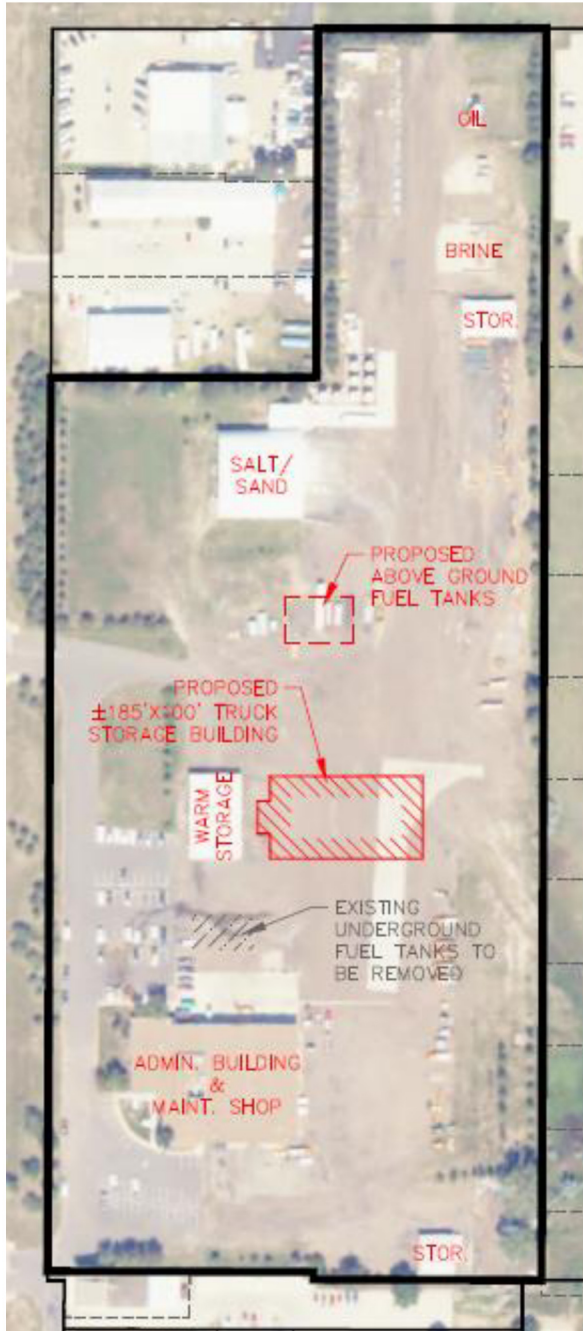 OIL
BRINE
STOR.
SALT/
SAND
PROPOSED
ABOVE GROUND
FUEL TANKS
PROPOSED
±185'X100' TRUCK
STORAGE BUILDING
WARM
STORAGE
EXISTING
UNDERGROUND
FUEL TANKS TO
BE REMOVED
ADMIN. BUILDING
&
MAINT. SHOP
STOR.